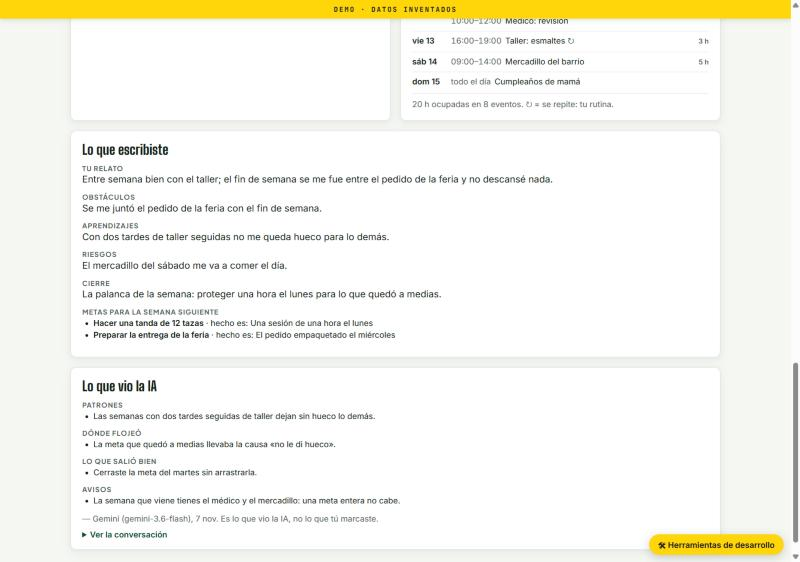 DEMO · DATOS INVENTADOS
10:00–12:00 Médico: revisión
vie 13 16:00–19:00 Taller: esmaltes ↻ 3 h
sáb 14 09:00–14:00 Mercadillo del barrio 5 h
dom 15 todo el día Cumpleaños de mamá
20 h ocupadas en 8 eventos. ↻ = se repite: tu rutina.
Lo que escribiste
TU RELATO
Entre semana bien con el taller; el fin de semana se me fue entre el pedido de la feria y no descansé nada.
OBSTÁCULOS
Se me juntó el pedido de la feria con el fin de semana.
APRENDIZAJES
Con dos tardes de taller seguidas no me queda hueco para lo demás.
RIESGOS
El mercadillo del sábado me va a comer el día.
CIERRE
La palanca de la semana: proteger una hora el lunes para lo que quedó a medias.
METAS PARA LA SEMANA SIGUIENTE
• Hacer una tanda de 12 tazas · hecho es: Una sesión de una hora el lunes
• Preparar la entrega de la feria · hecho es: El pedido empaquetado el miércoles
Lo que vio la IA
PATRONES
• Las semanas con dos tardes seguidas de taller dejan sin hueco lo demás.
DÓNDE FLOJEÓ
• La meta que quedó a medias llevaba la causa «no le di hueco».
LO QUE SALIÓ BIEN
• Cerraste la meta del martes sin arrastrarla.
AVISOS
• La semana que viene tienes el médico y el mercadillo: una meta entera no cabe.
— Gemini (gemini-3.6-flash), 7 nov. Es lo que vio la IA, no lo que tú marcaste.
▶ Ver la conversación
🛠 Herramientas de desarrollo